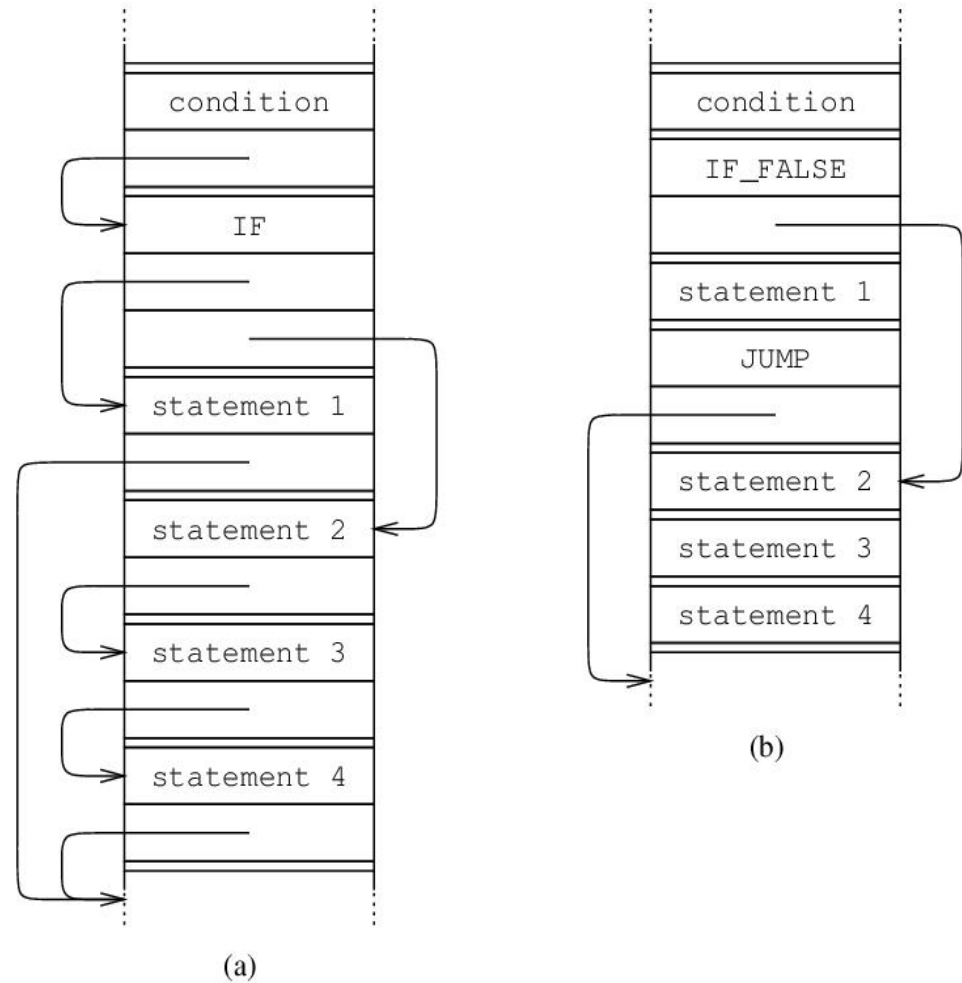 condition
IF
statement 1
statement 2
statement 3
statement 4
(a)
condition
IF_FALSE
statement 1
JUMP
statement 2
statement 3
statement 4
(b)